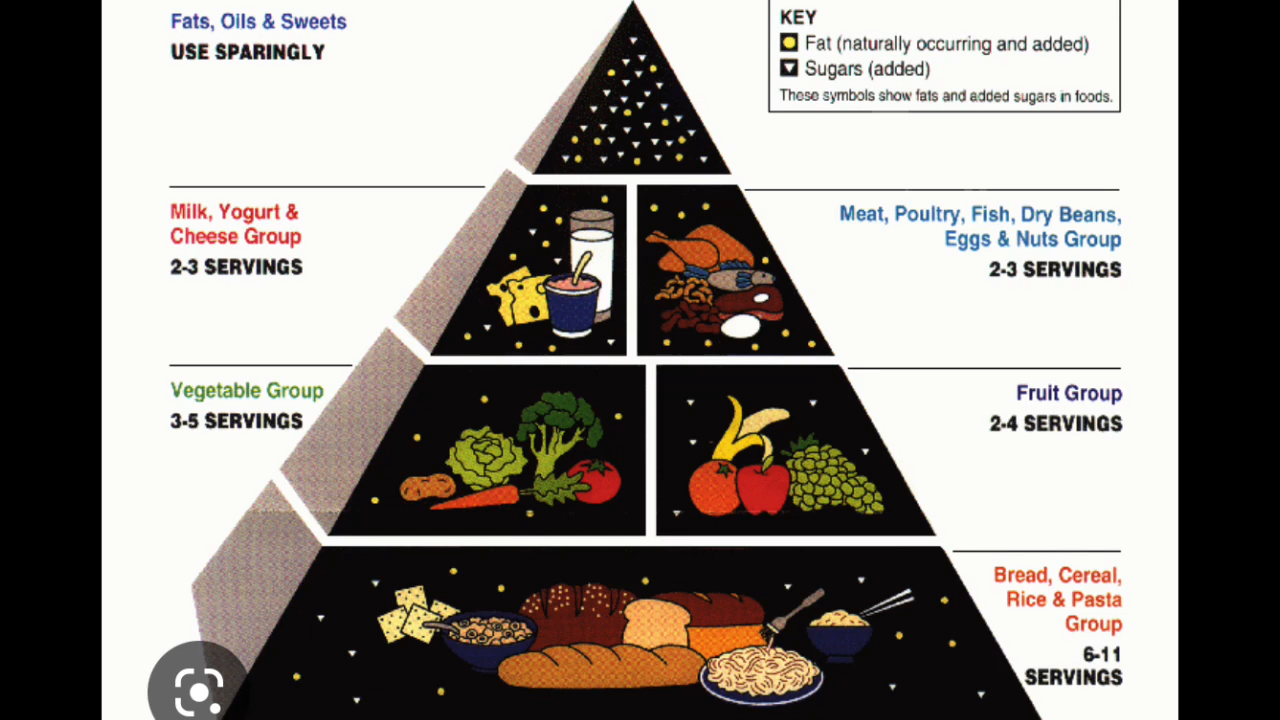 Fats, Oils & Sweets
USE SPARINGLY
KEY
Fat (naturally occurring and added)
Sugars (added)
These symbols show fats and added sugars in foods.
Milk, Yogurt &
Cheese Group
2-3 SERVINGS
Meat, Poultry, Fish, Dry Beans,
Eggs & Nuts Group
2-3 SERVINGS
Vegetable Group
3-5 SERVINGS
Fruit Group
2-4 SERVINGS
Bread, Cereal,
Rice & Pasta
Group
6-11
SERVINGS